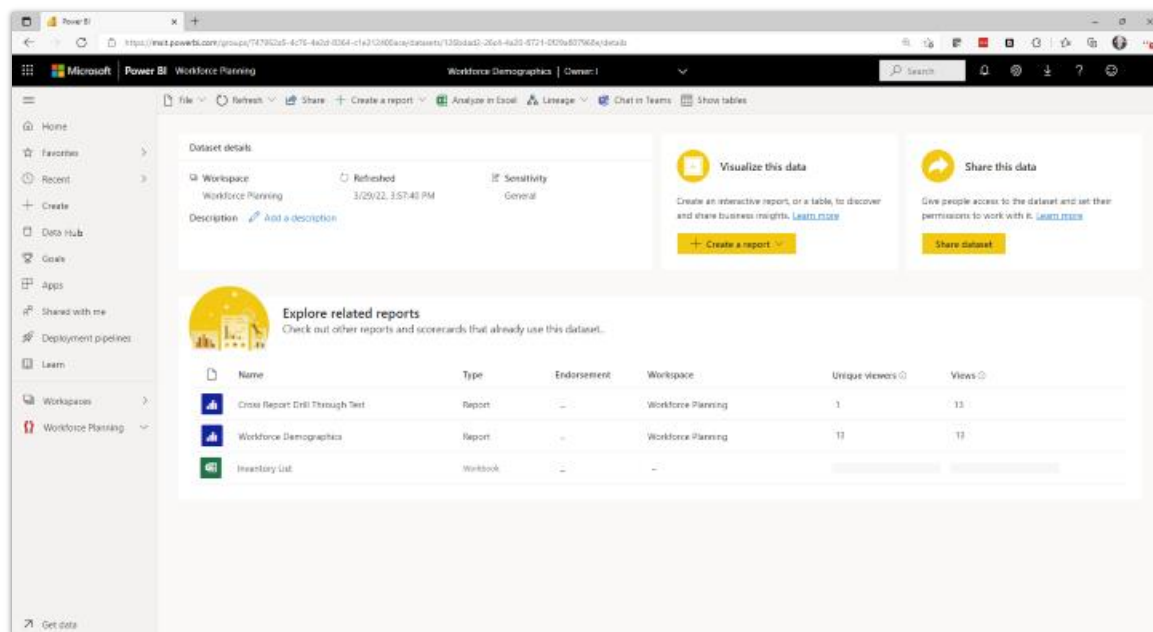 Power BI
Microsoft Power BI Workforce Planning
Workforce Demographics | Owner: I
Search
File Refresh Share Create a report Analyze in Excel Lineage Chat in Teams Show tables
Home
Favorites
Recent
Create
Data Hub
Goals
Apps
Shared with me
Deployment pipelines
Learn
Workspaces
Workforce Planning
Get data
Dataset details
Workspace Refreshed Sensitivity
Workforce Planning 3/29/22, 3:57:40 PM General
Description Add a description
Visualize this data
Create an interactive report, or a table, to discover
and share business insights. Learn more
Create a report
Share this data
Give people access to the dataset and set their
permissions to work with it. Learn more
Share dataset
Explore related reports
Check out other reports and scorecards that already use this dataset.
Name Type Endorsement Workspace Unique viewers Views
Cross Report Drill Through Test Report – Workforce Planning 1 13
Workforce Demographics Report – Workforce Planning 13 13
Inventory List Workbook – –